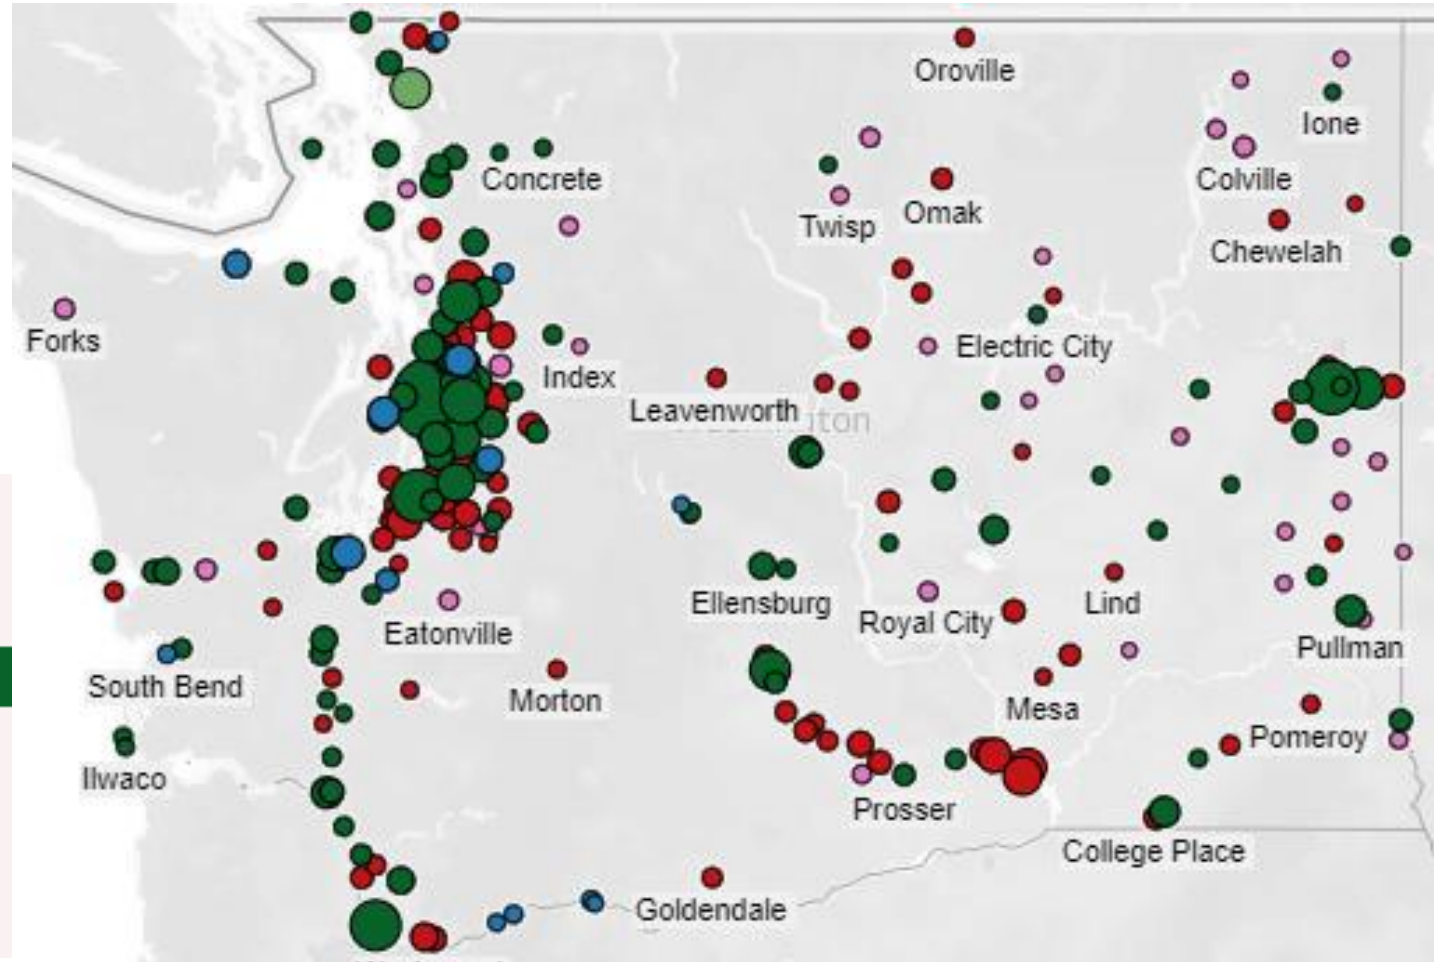 Oroville
Ione
Concrete
Colville
Twisp
Omak
Chewelah
Forks
Electric City
Index
Leavenworth
ton
Ellensburg
Royal City
Lind
Eatonville
Pullman
South Bend
Morton
Mesa
Pomeroy
Ilwaco
Prosser
College Place
Goldendale